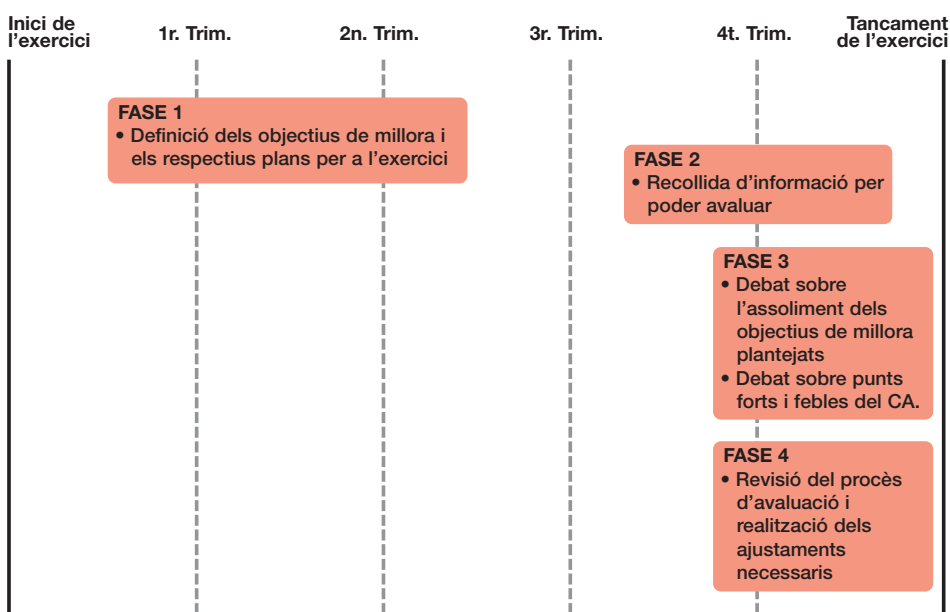 Inici de
l’exercici
1r. Trim.
2n. Trim.
3r. Trim.
4t. Trim.
Tancament
de l’exercici
FASE 1
• Definició dels objectius de millora i
els respectius plans per a l’exercici
FASE 2
• Recollida d’informació per
poder avaluar
FASE 3
• Debat sobre
l’assoliment dels
objectius de millora
plantejats
• Debat sobre punts
forts i febles del CA.
FASE 4
• Revisió del procès
d’avaluació i
realització dels
ajustaments
necessaris